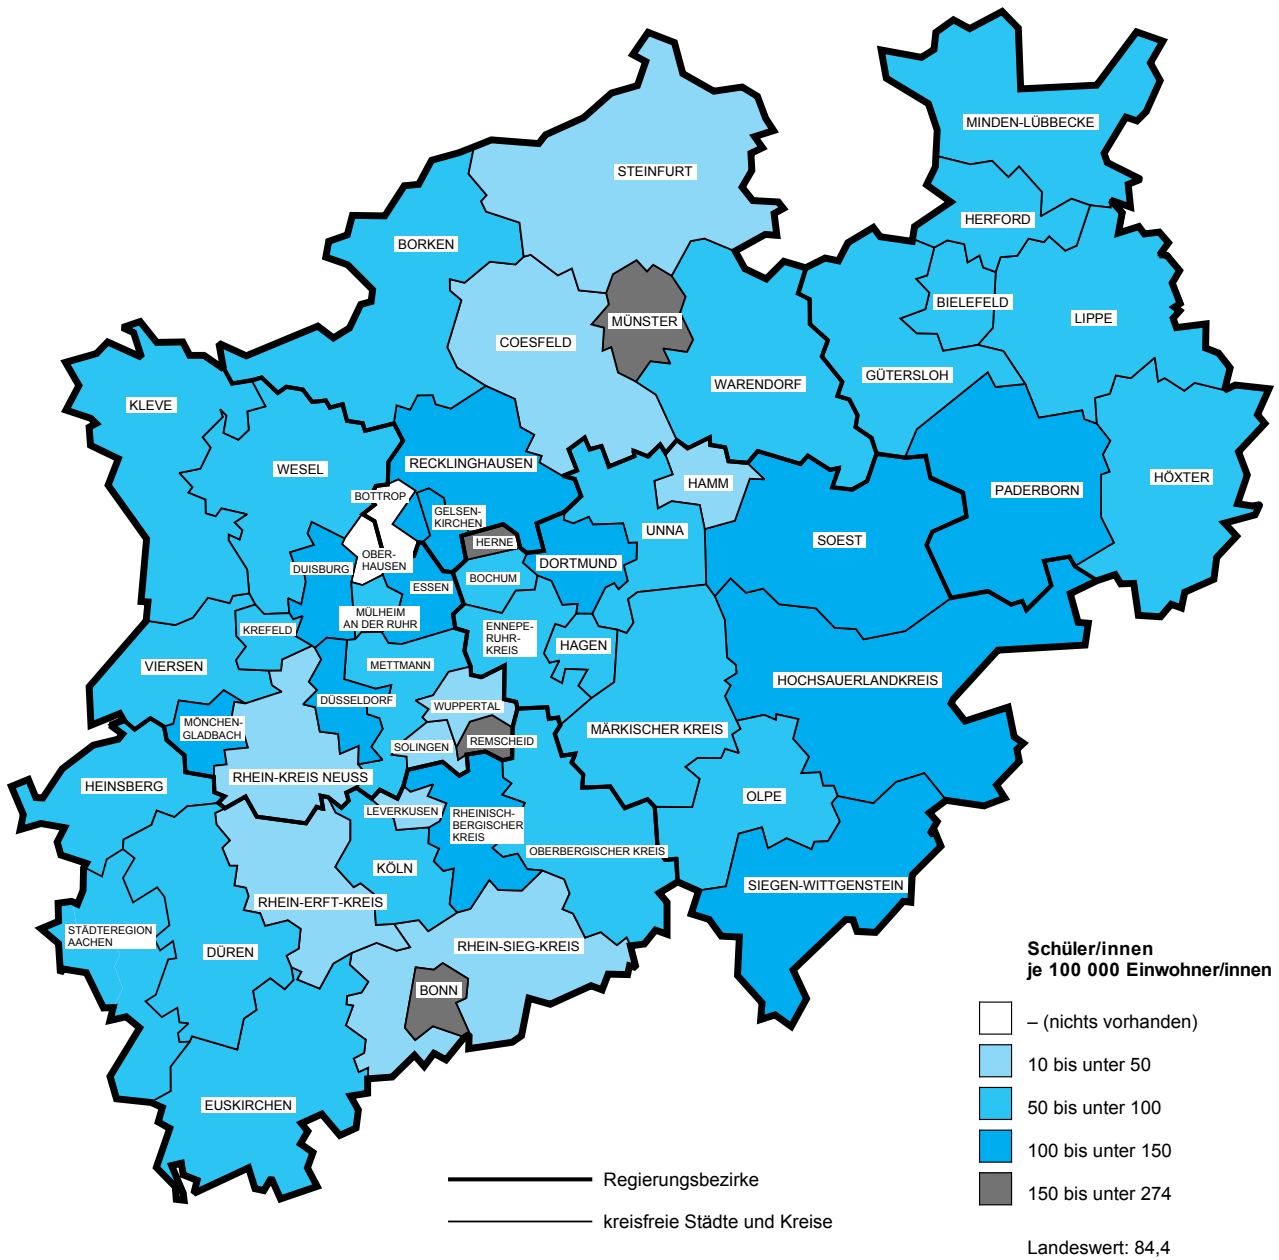 MINDEN-LÜBBECKE
STEINFURT
HERFORD
BORKEN
BIELEFELD
LIPPE
MÜNSTER
COESFELD
GÜTERSLOH
WARENDORF
KLEVE
RECKLINGHAUSEN
WESEL
HÖXTER
HAMM
PADERBORN
BOTTROP
GELSEN-
KIRCHEN
UNNA
SOEST
HERNE
OBER-
HAUSEN
DORTMUND
DUISBURG
BOCHUM
ESSEN
MÜLHEIM
AN DER RUHR
KREFELD
ENNEPE-
RUHR-
KREIS
HAGEN
VIERSEN
METTMANN
HOCHSAUERLANDKREIS
DÜSSELDORF
WUPPERTAL
MÖNCHEN-
GLADBACH
MÄRKISCHER KREIS
SOLINGEN
REMSCHEID
RHEIN-KREIS NEUSS
HEINSBERG
OLPE
LEVERKUSEN
RHEINISCH-
BERGISCHER
KREIS
OBERBERGISCHER KREIS
KÖLN
SIEGEN-WITTGENSTEIN
RHEIN-ERFT-KREIS
STÄDTEREGION
AACHEN
DÜREN
RHEIN-SIEG-KREIS
BONN
EUSKIRCHEN
Schüler/innen
je 100 000 Einwohner/innen
– (nichts vorhanden)
10 bis unter 50
50 bis unter 100
100 bis unter 150
150 bis unter 274
Landeswert: 84,4
Regierungsbezirke
kreisfreie Städte und Kreise